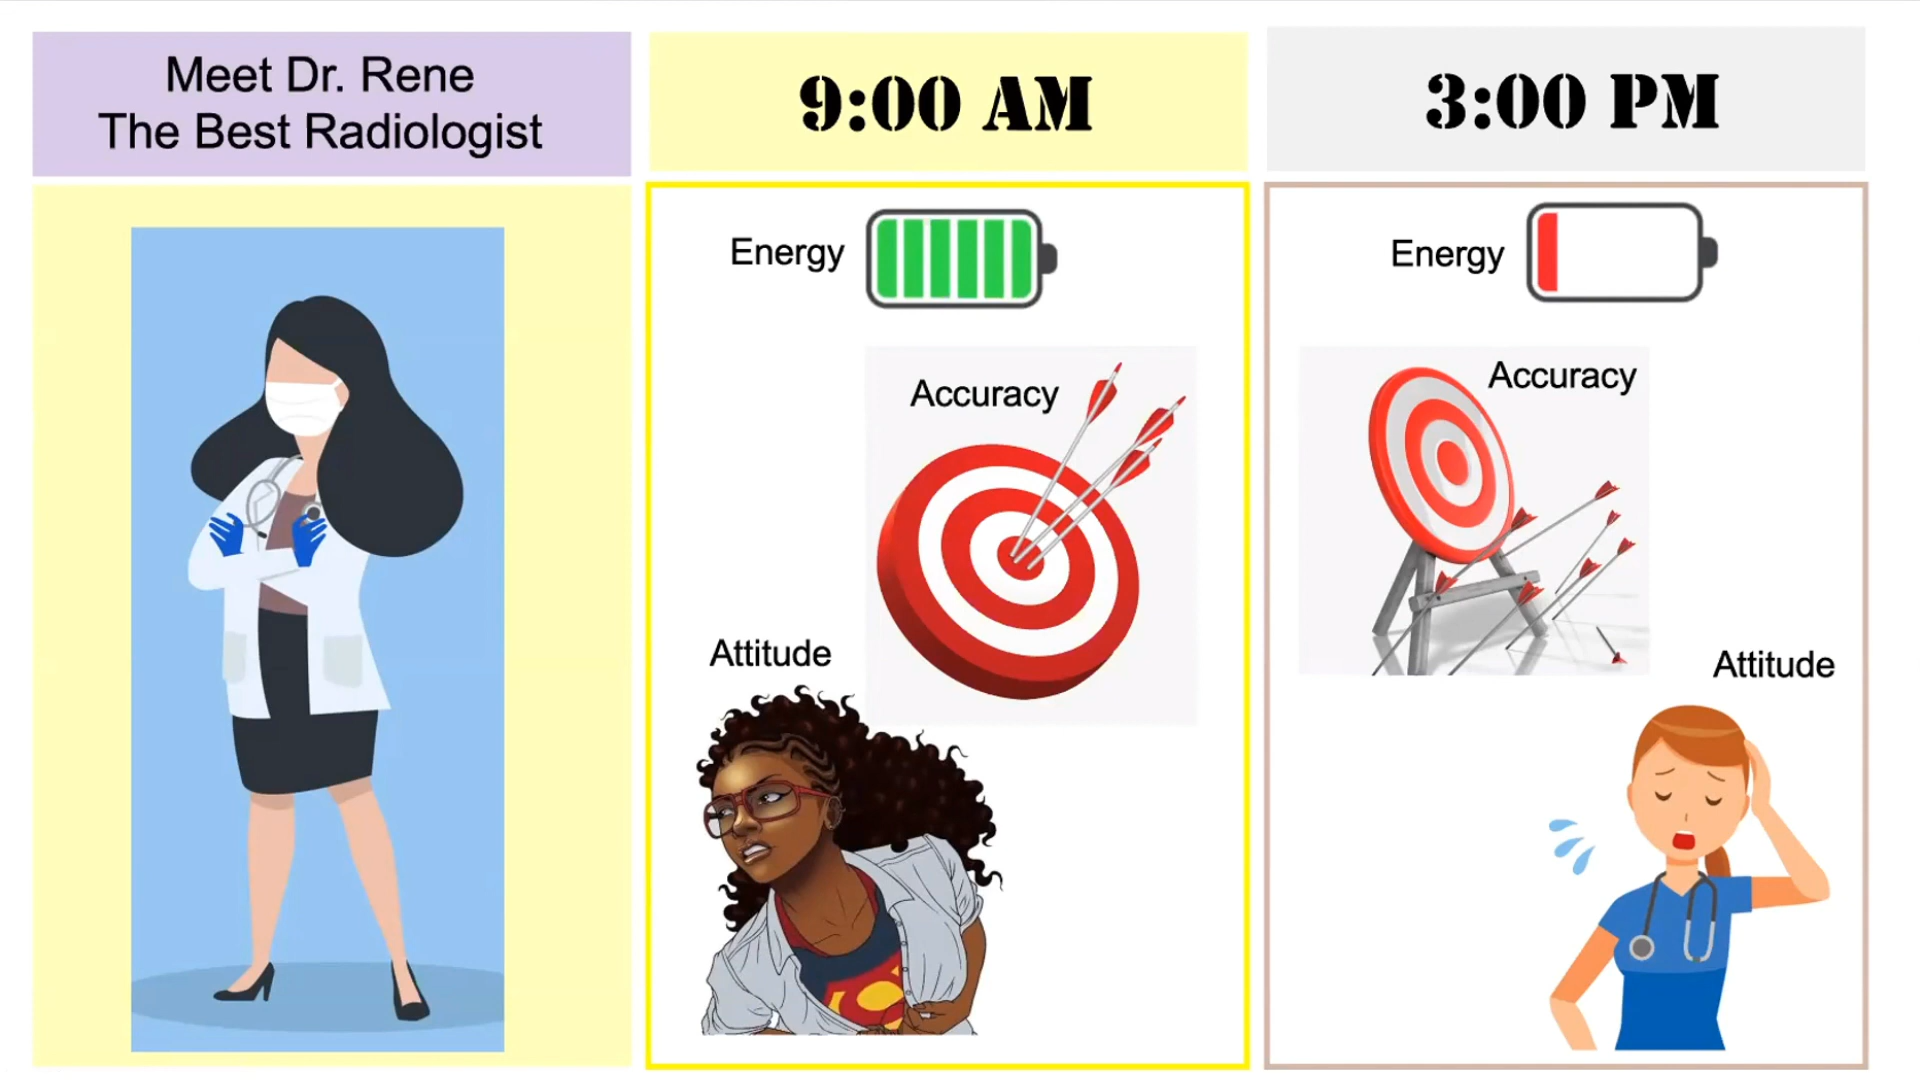 Meet Dr. Rene
The Best Radiologist
9:00 AM
3:00 PM
Energy
Accuracy
Attitude
Energy
Accuracy
Attitude